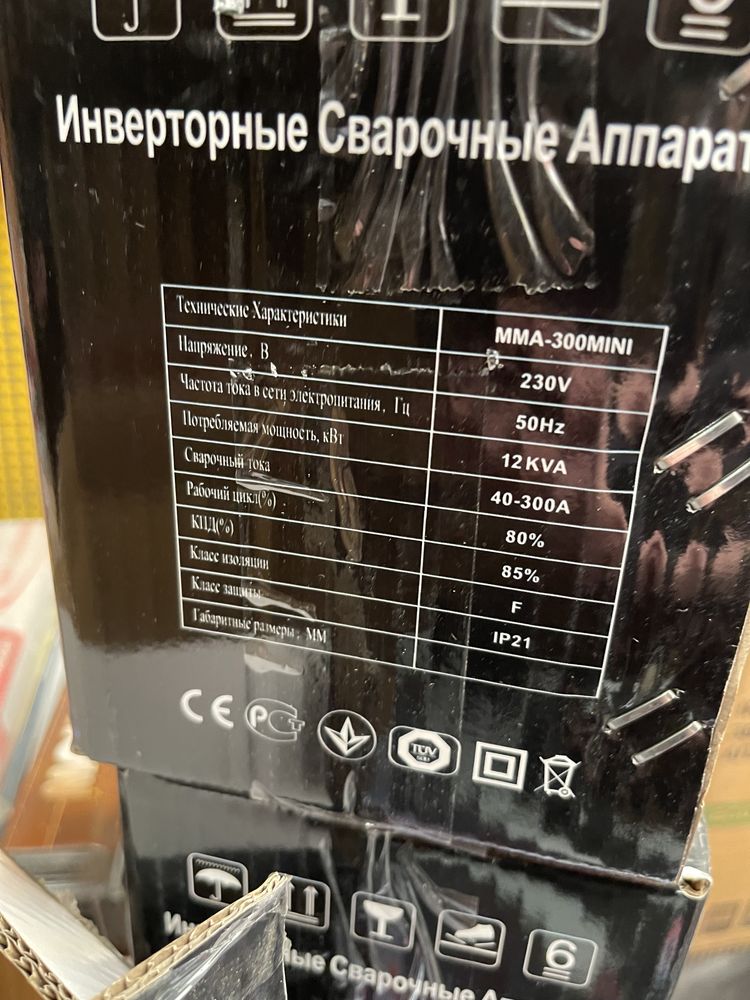 Инверторные Сварочные Аппарат
Технические Характеристики MMA-300MINI
Напряжение, В 230V
Частота тока в сети электропитания, Гц 50Hz
Потребляемая мощность, кВт 12KVA
Сварочный тока 40-300A
Рабочий цикл(%) 80%
КПД(%) 85%
Класс изоляции F
Класс защиты IP21
Габаритные размеры, ММ
CE РСТ TÜV
6
Сварочные